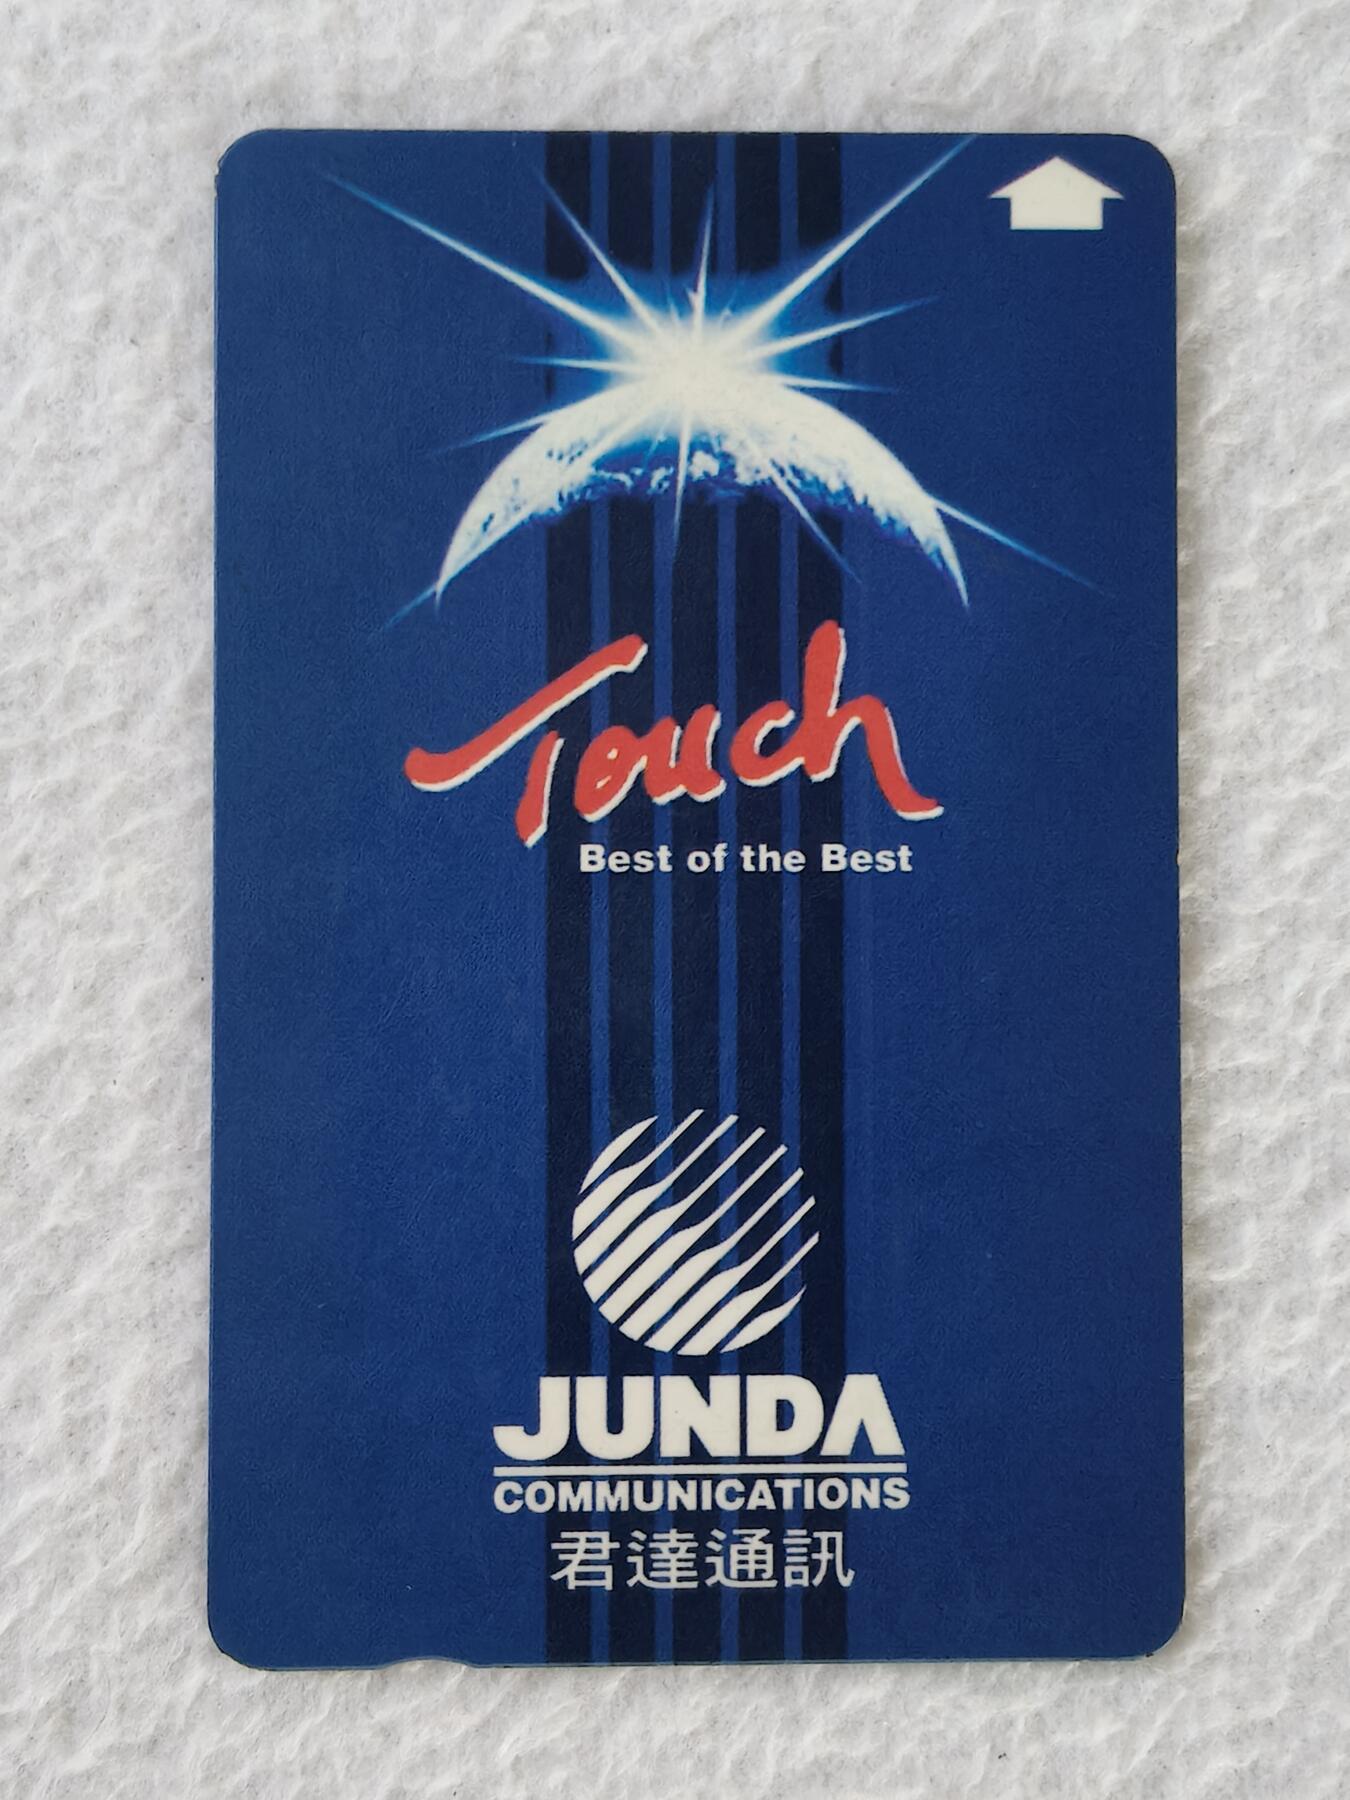 Touch
Best of the Best
JUNDA
COMMUNICATIONS
君達通訊